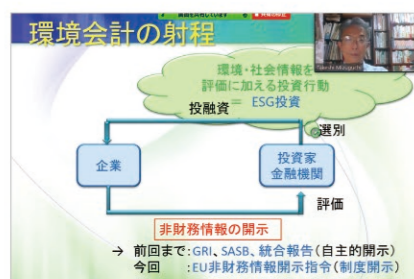 環境会計の射程
環境・社会情報を
評価に加える投資行動
= ESG投資
投融資
選別
企業
投資家
金融機関
評価
非財務情報の開示
→ 前回まで:GRI、SASB、統合報告(自主的開示)
今回 :EU非財務情報開示指令(制度開示)